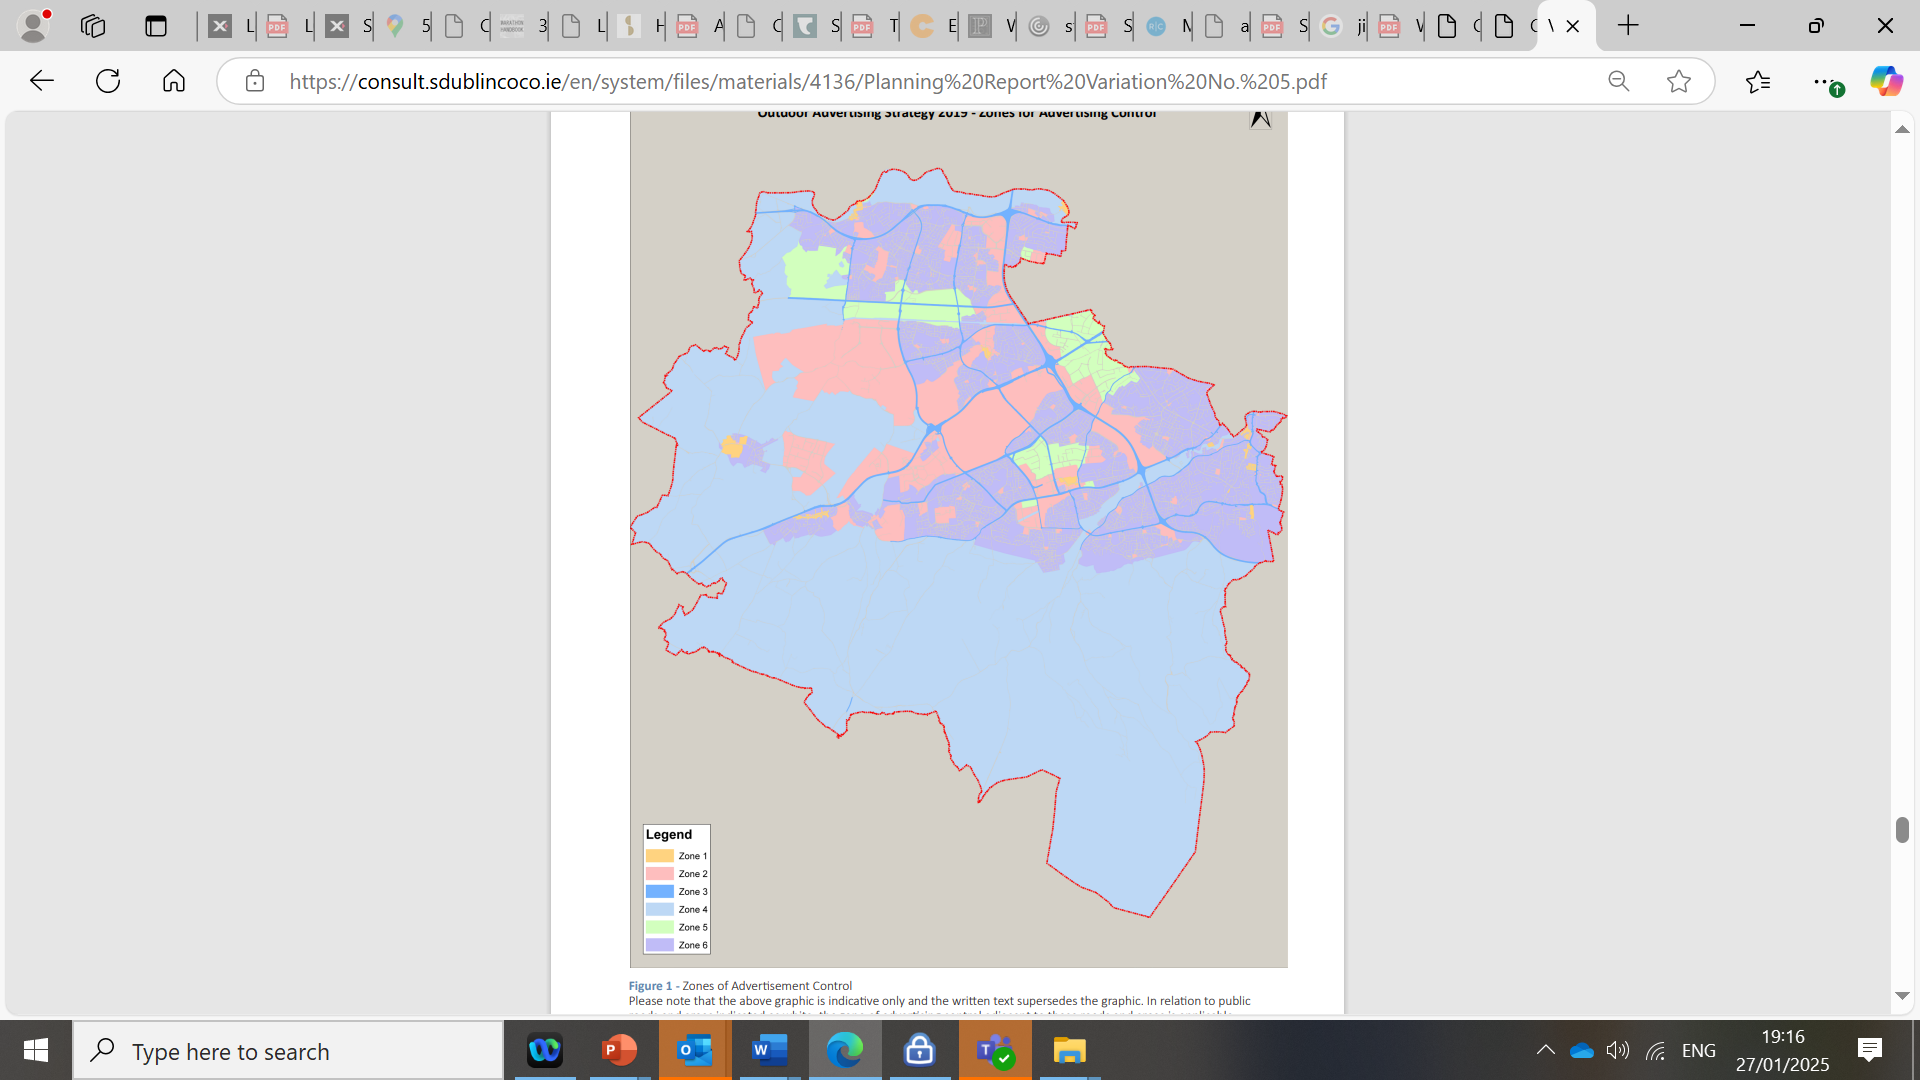 L
L
S
5
C
3
L
H
A
C
S
T
E
W
s
S
N
a
S
ji
V
C
C
V
https://consult.sdublincoco.ie/en/system/files/materials/4136/Planning%20Report%20Variation%20No.%205.pdf
Outdoor Advertising Strategy 2019 - Zones for Advertising Control
Legend
Zone 1
Zone 2
Zone 3
Zone 4
Zone 5
Zone 6
Figure 1 - Zones of Advertisement Control
Please note that the above graphic is indicative only and the written text supersedes the graphic. In relation to public
Type here to search
ENG
19:16
27/01/2025